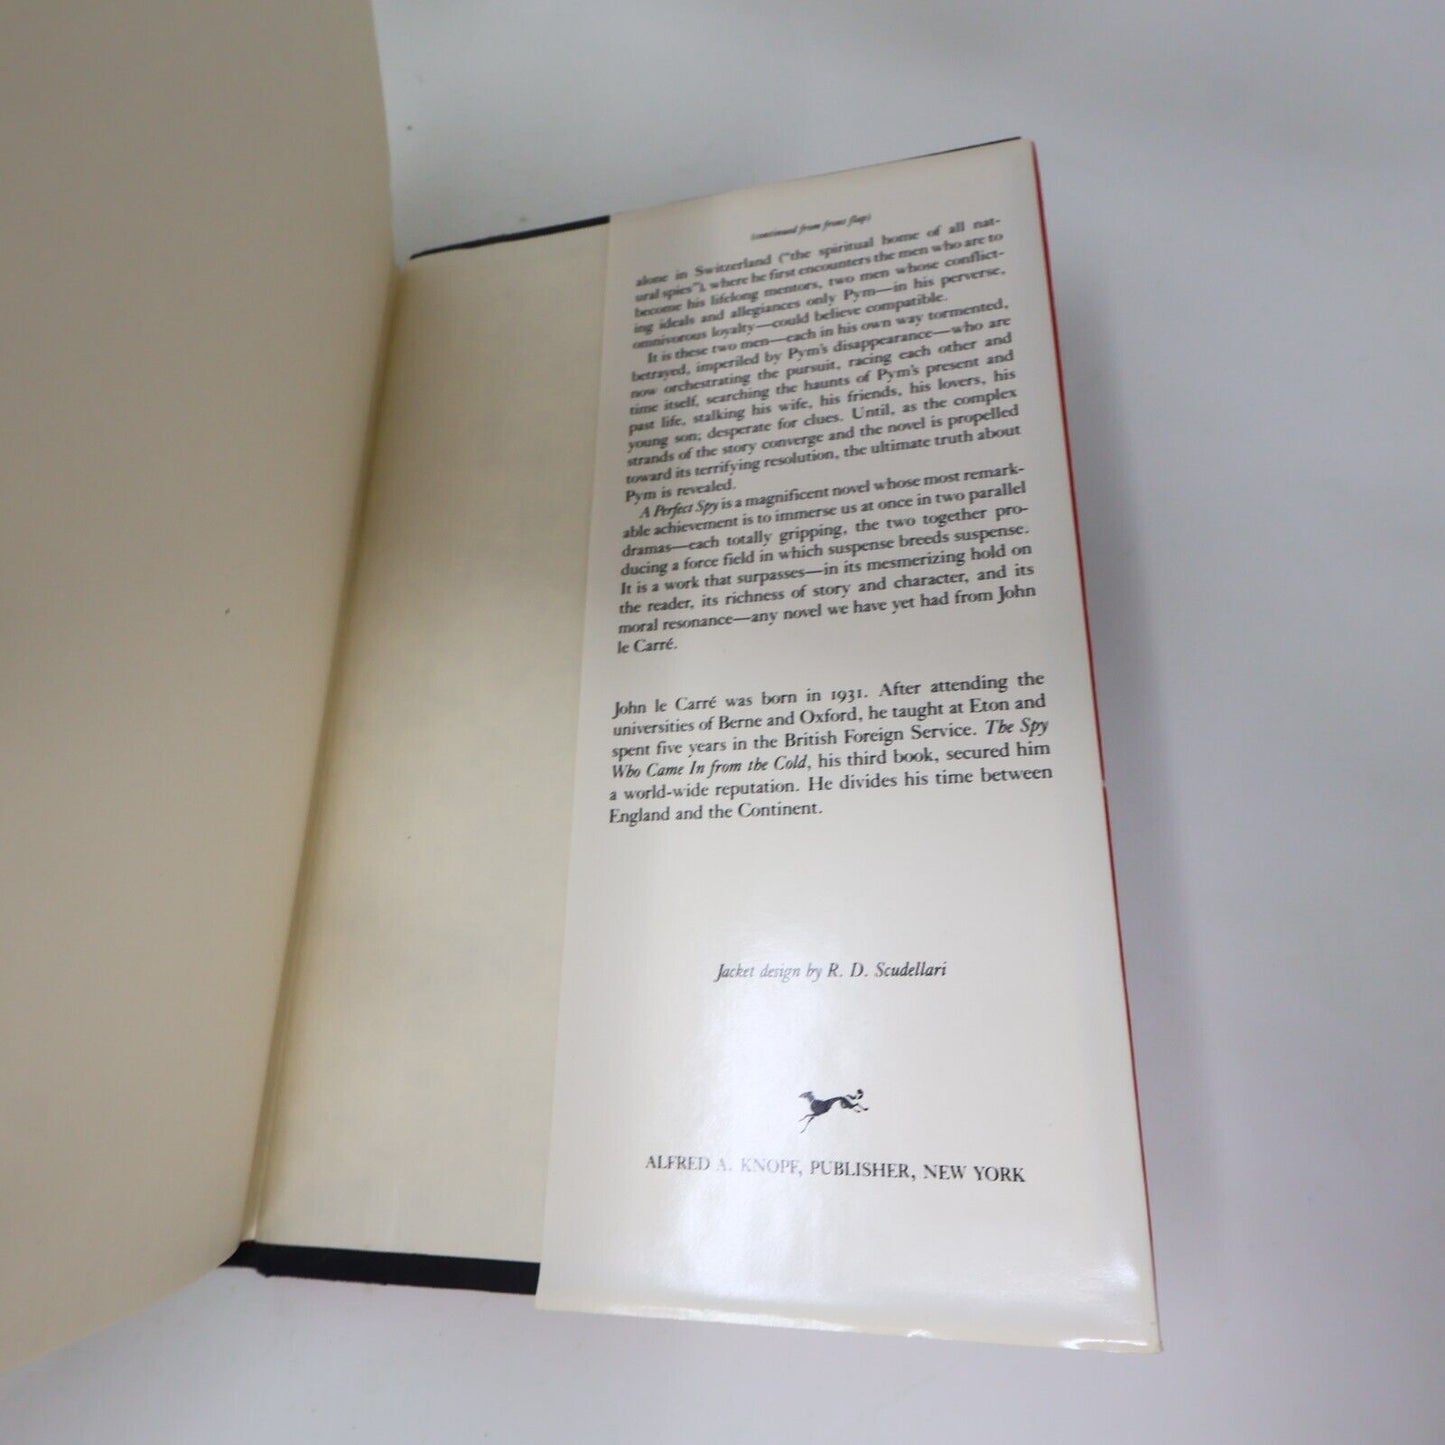 (continued from front flap)
alone in Switzerland ("the spiritual home of all nat-
ural spies"), where he first encounters the men who are to
become his lifelong mentors, two men whose conflict-
ing ideals and allegiances only Pym—in his perverse,
omnivorous loyalty—could believe compatible.
It is these two men—each in his own way tormented,
betrayed, imperiled by Pym's disappearance—who are
now orchestrating the pursuit, racing each other and
time itself, searching the haunts of Pym's present and
past life, stalking his wife, his friends, his lovers, his
young son; desperate for clues. Until, as the complex
strands of the story converge and the novel is propelled
toward its terrifying resolution, the ultimate truth about
Pym is revealed.
A Perfect Spy is a magnificent novel whose most remark-
able achievement is to immerse us at once in two parallel
dramas—each totally gripping, the two together pro-
ducing a force field in which suspense breeds suspense.
It is a work that surpasses—in its mesmerizing hold on
the reader, its richness of story and character, and its
moral resonance—any novel we have yet had from John
le Carré.
John le Carré was born in 1931. After attending the
universities of Berne and Oxford, he taught at Eton and
spent five years in the British Foreign Service. The Spy
Who Came In from the Cold, his third book, secured him
a world-wide reputation. He divides his time between
England and the Continent.
Jacket design by R. D. Scudellari
ALFRED A. KNOPF, PUBLISHER, NEW YORK